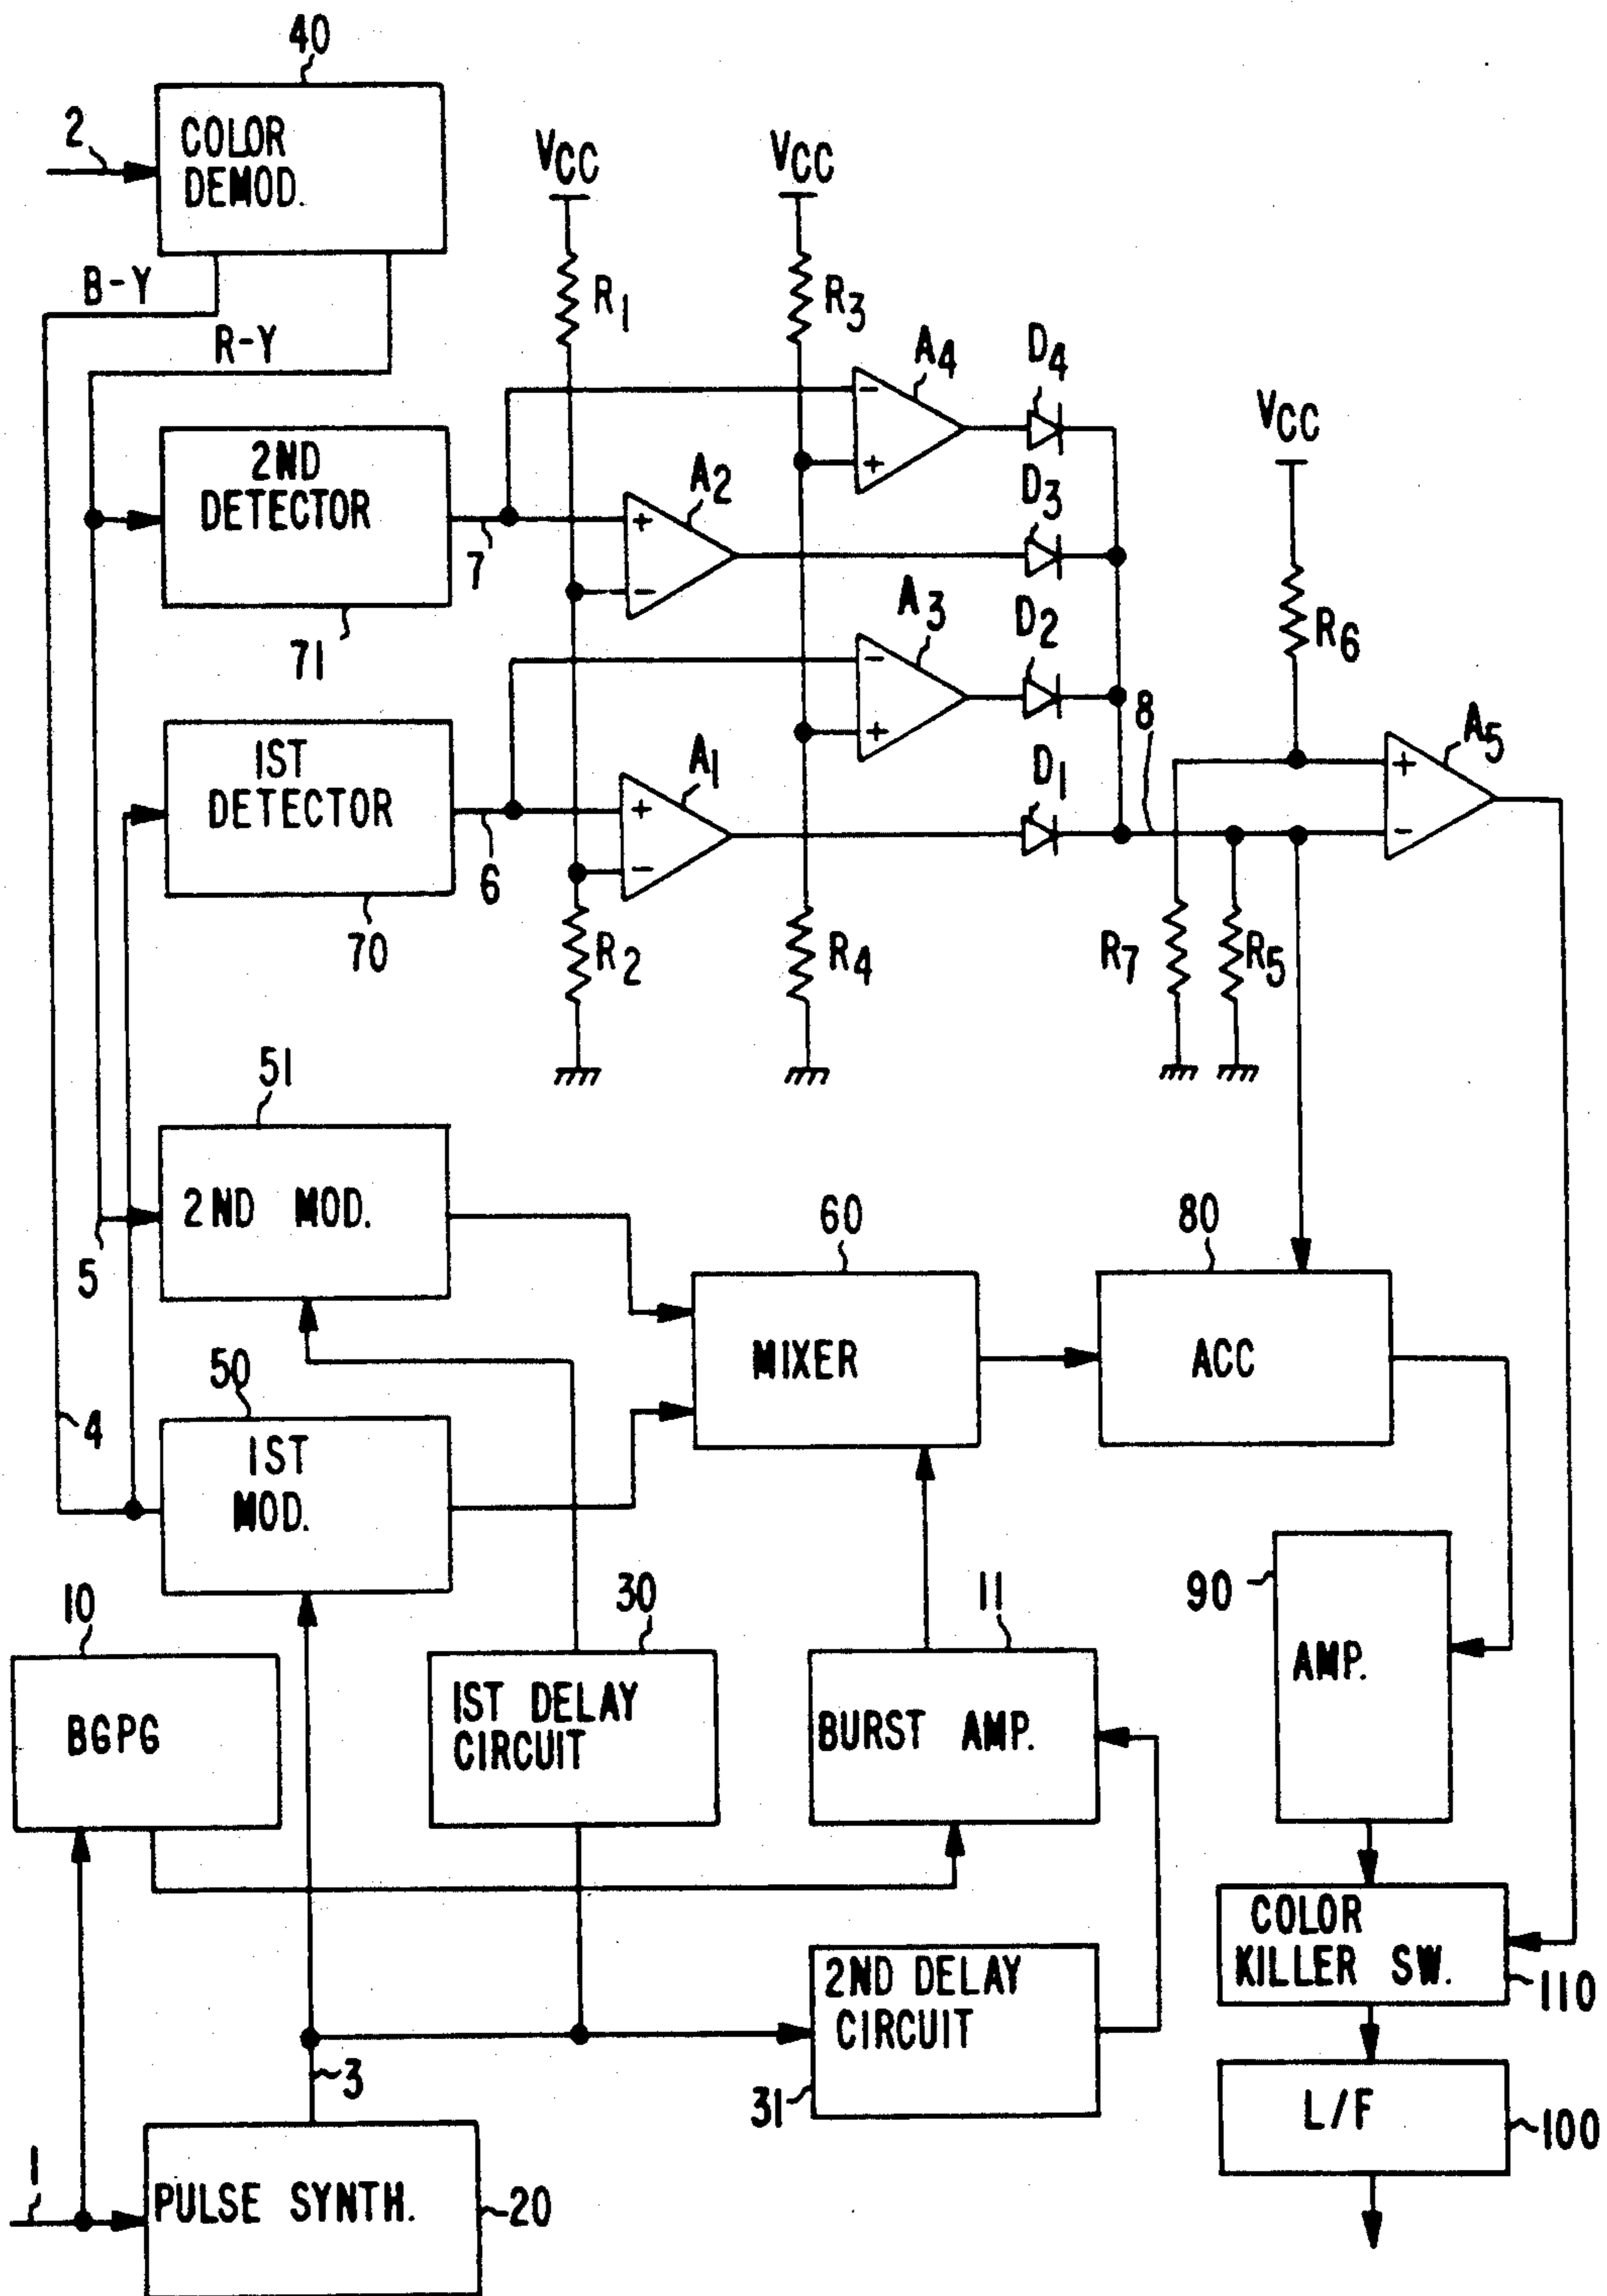 40
2
COLOR
DEMOD.
VCC
VCC
B-Y
R-Y
R1
R3
A4
D4
VCC
2ND
DETECTOR
7
71
A2
+
-
-
+
D3
A3
D2
R6
1ST
DETECTOR
6
70
A1
+
-
-
+
D1
8
A5
+
-
R2
R4
R7
R5
51
2ND MOD.
5
60
MIXER
80
ACC
50
4
1ST
MOD.
10
BGPG
30
1ST DELAY
CIRCUIT
11
BURST AMP.
90
AMP.
COLOR
KILLER SW.
110
2ND DELAY
CIRCUIT
31
3
L/F
100
1
PULSE SYNTH.
20